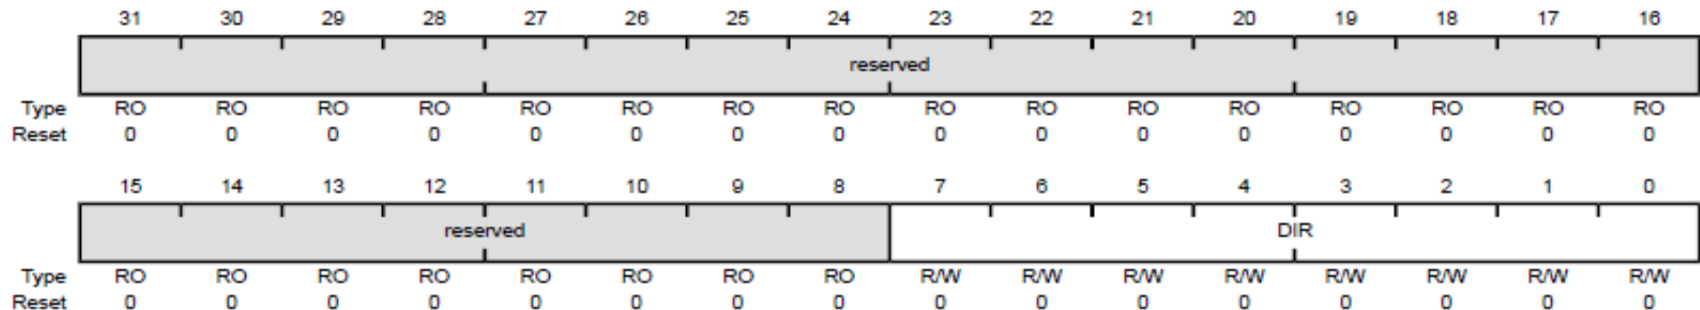 31 30 29 28 27 26 25 24 23 22 21 20 19 18 17 16
reserved
Type RO RO RO RO RO RO RO RO RO RO RO RO RO RO RO RO
Reset 0 0 0 0 0 0 0 0 0 0 0 0 0 0 0 0
15 14 13 12 11 10 9 8 7 6 5 4 3 2 1 0
reserved DIR
Type RO RO RO RO RO RO RO RO R/W R/W R/W R/W R/W R/W R/W R/W
Reset 0 0 0 0 0 0 0 0 0 0 0 0 0 0 0 0